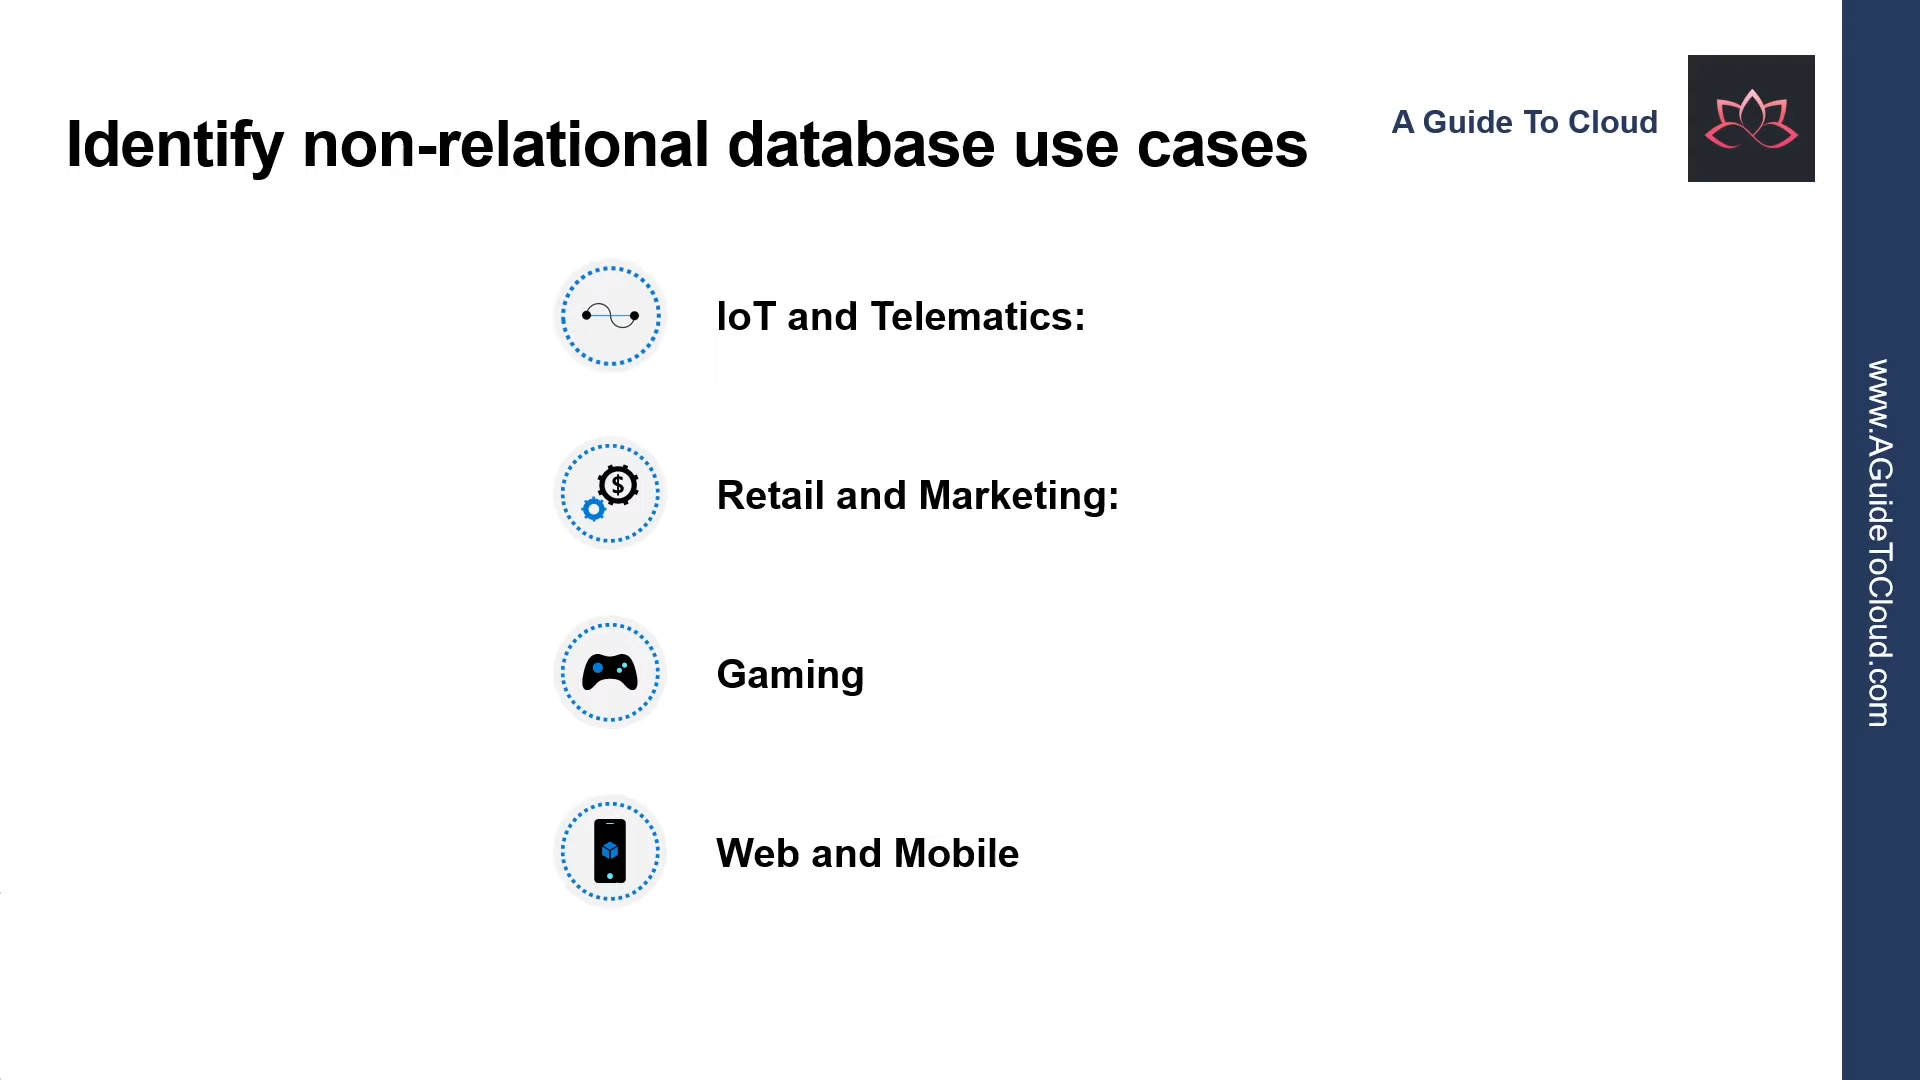 Identify non-relational database use cases
A Guide To Cloud
IoT and Telematics:
$
Retail and Marketing:
Gaming
Web and Mobile
www.AGuideToCloud.com